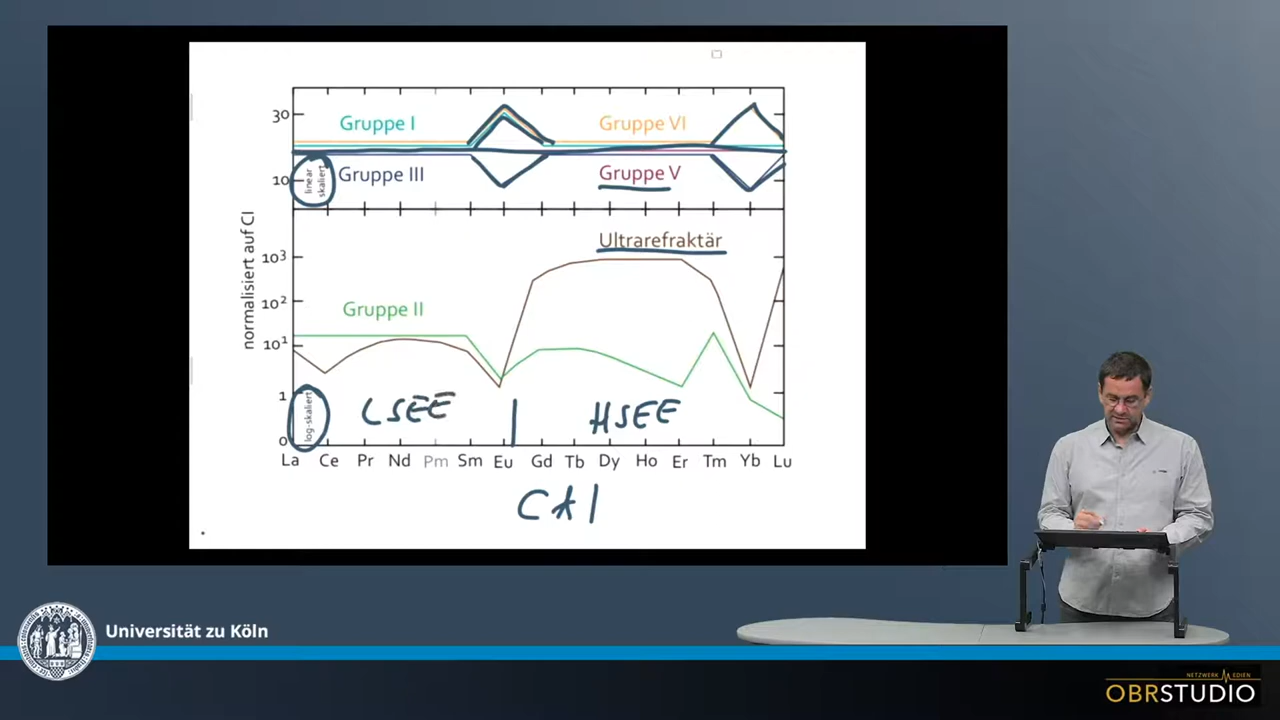 30
Gruppe I
Gruppe VI
linear
skaliert
Gruppe III
Gruppe V
10
normalisiert auf CI
Ultrarefraktär
10³
10²
Gruppe II
10¹
1
log-skaliert
LSEE | HSEE
0
La Ce Pr Nd Pm Sm Eu Gd Tb Dy Ho Er Tm Yb Lu
CAI
Universität zu Köln
NETZWERK MEDIEN
OBRSTUDIO